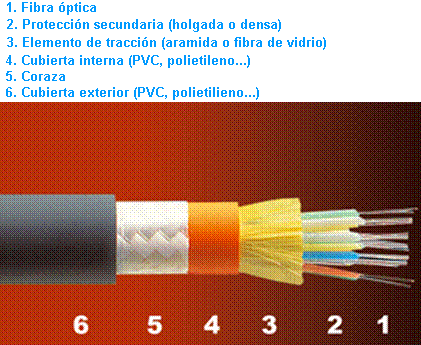 1. Fibra óptica
2. Protección secundaria (holgada o densa)
3. Elemento de tracción (aramida o fibra de vidrio)
4. Cubierta interna (PVC, polietileno...)
5. Coraza
6. Cubierta exterior (PVC, polietilieno...)
6 5 4 3 2 1